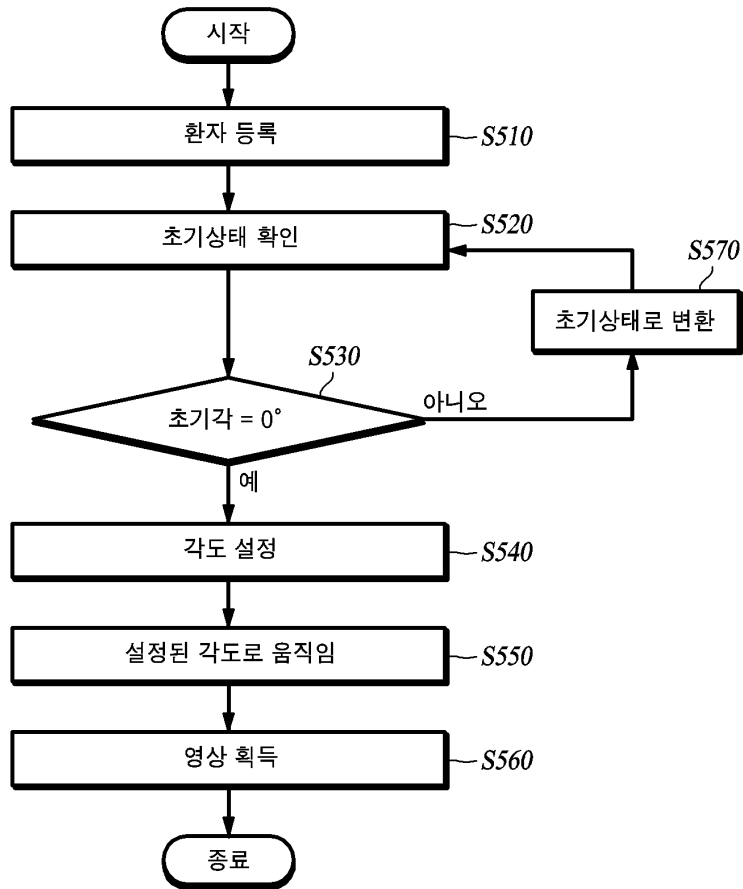 시작
환자 등록
S510
초기상태 확인
S520
S570
초기상태로 변환
S530
초기각 = 0°
아니오
예
각도 설정
S540
설정된 각도로 움직임
S550
영상 획득
S560
종료